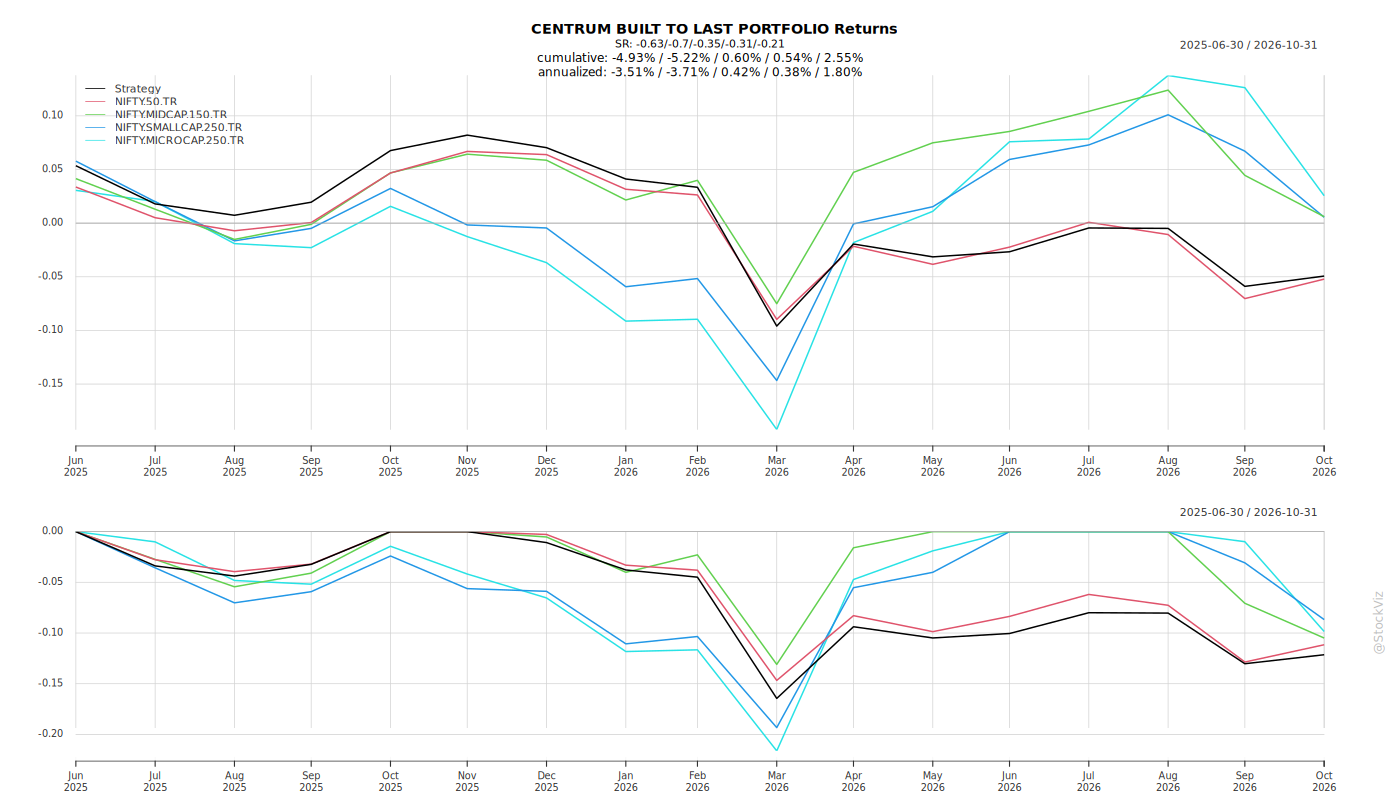 CENTRUM BUILT TO LAST PORTFOLIO Returns
SR: -0.63/-0.7/-0.35/-0.31/-0.21
cumulative: -4.93% / -5.22% / 0.60% / 0.54% / 2.55%
annualized: -3.51% / -3.71% / 0.42% / 0.38% / 1.80%
2025-06-30 / 2026-10-31
Strategy
NIFTY.50.TR
NIFTY.MIDCAP.150.TR
NIFTY.SMALLCAP.250.TR
NIFTY.MICROCAP.250.TR
0.10
0.05
0.00
-0.05
-0.10
-0.15
Jun Jul Aug Sep Oct Nov Dec Jan Feb Mar Apr May Jun Jul Aug Sep Oct
2025 2025 2025 2025 2025 2025 2025 2026 2026 2026 2026 2026 2026 2026 2026 2026 2026
2025-06-30 / 2026-10-31
0.00
-0.05
-0.10
-0.15
-0.20
Jun Jul Aug Sep Oct Nov Dec Jan Feb Mar Apr May Jun Jul Aug Sep Oct
2025 2025 2025 2025 2025 2025 2025 2026 2026 2026 2026 2026 2026 2026 2026 2026 2026
@StockViz